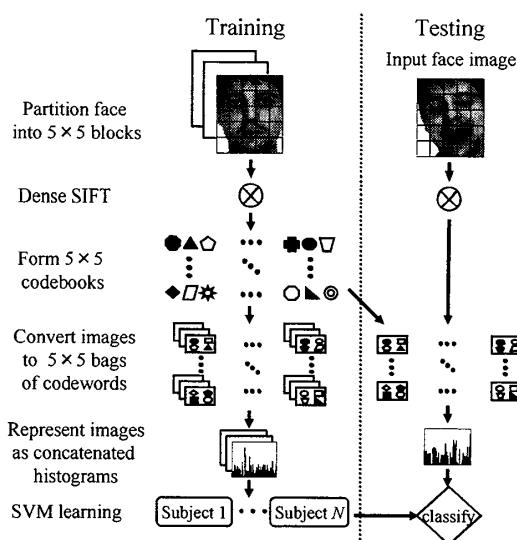 Training
Testing
Input face image
Partition face
into 5 × 5 blocks
Dense SIFT
Form 5 × 5
codebooks
Convert images
to 5 × 5 bags
of codewords
Represent images
as concatenated
histograms
SVM learning
Subject 1
Subject N
classify